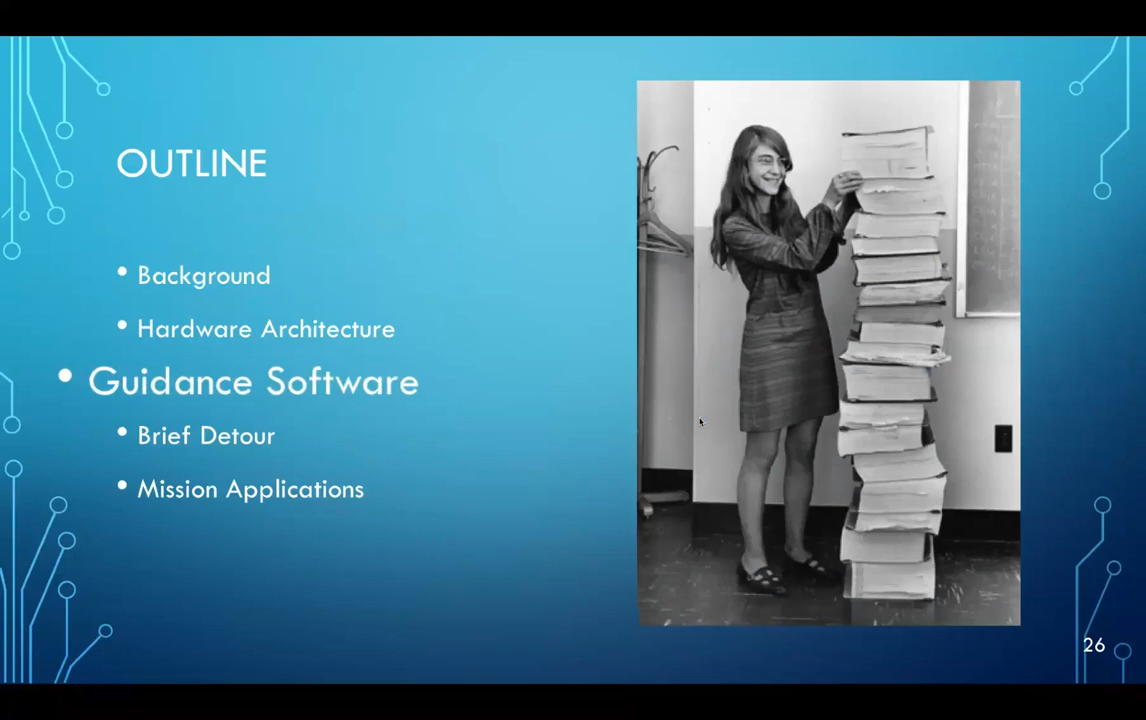 OUTLINE
• Background
• Hardware Architecture
• Guidance Software
• Brief Detour
• Mission Applications
26